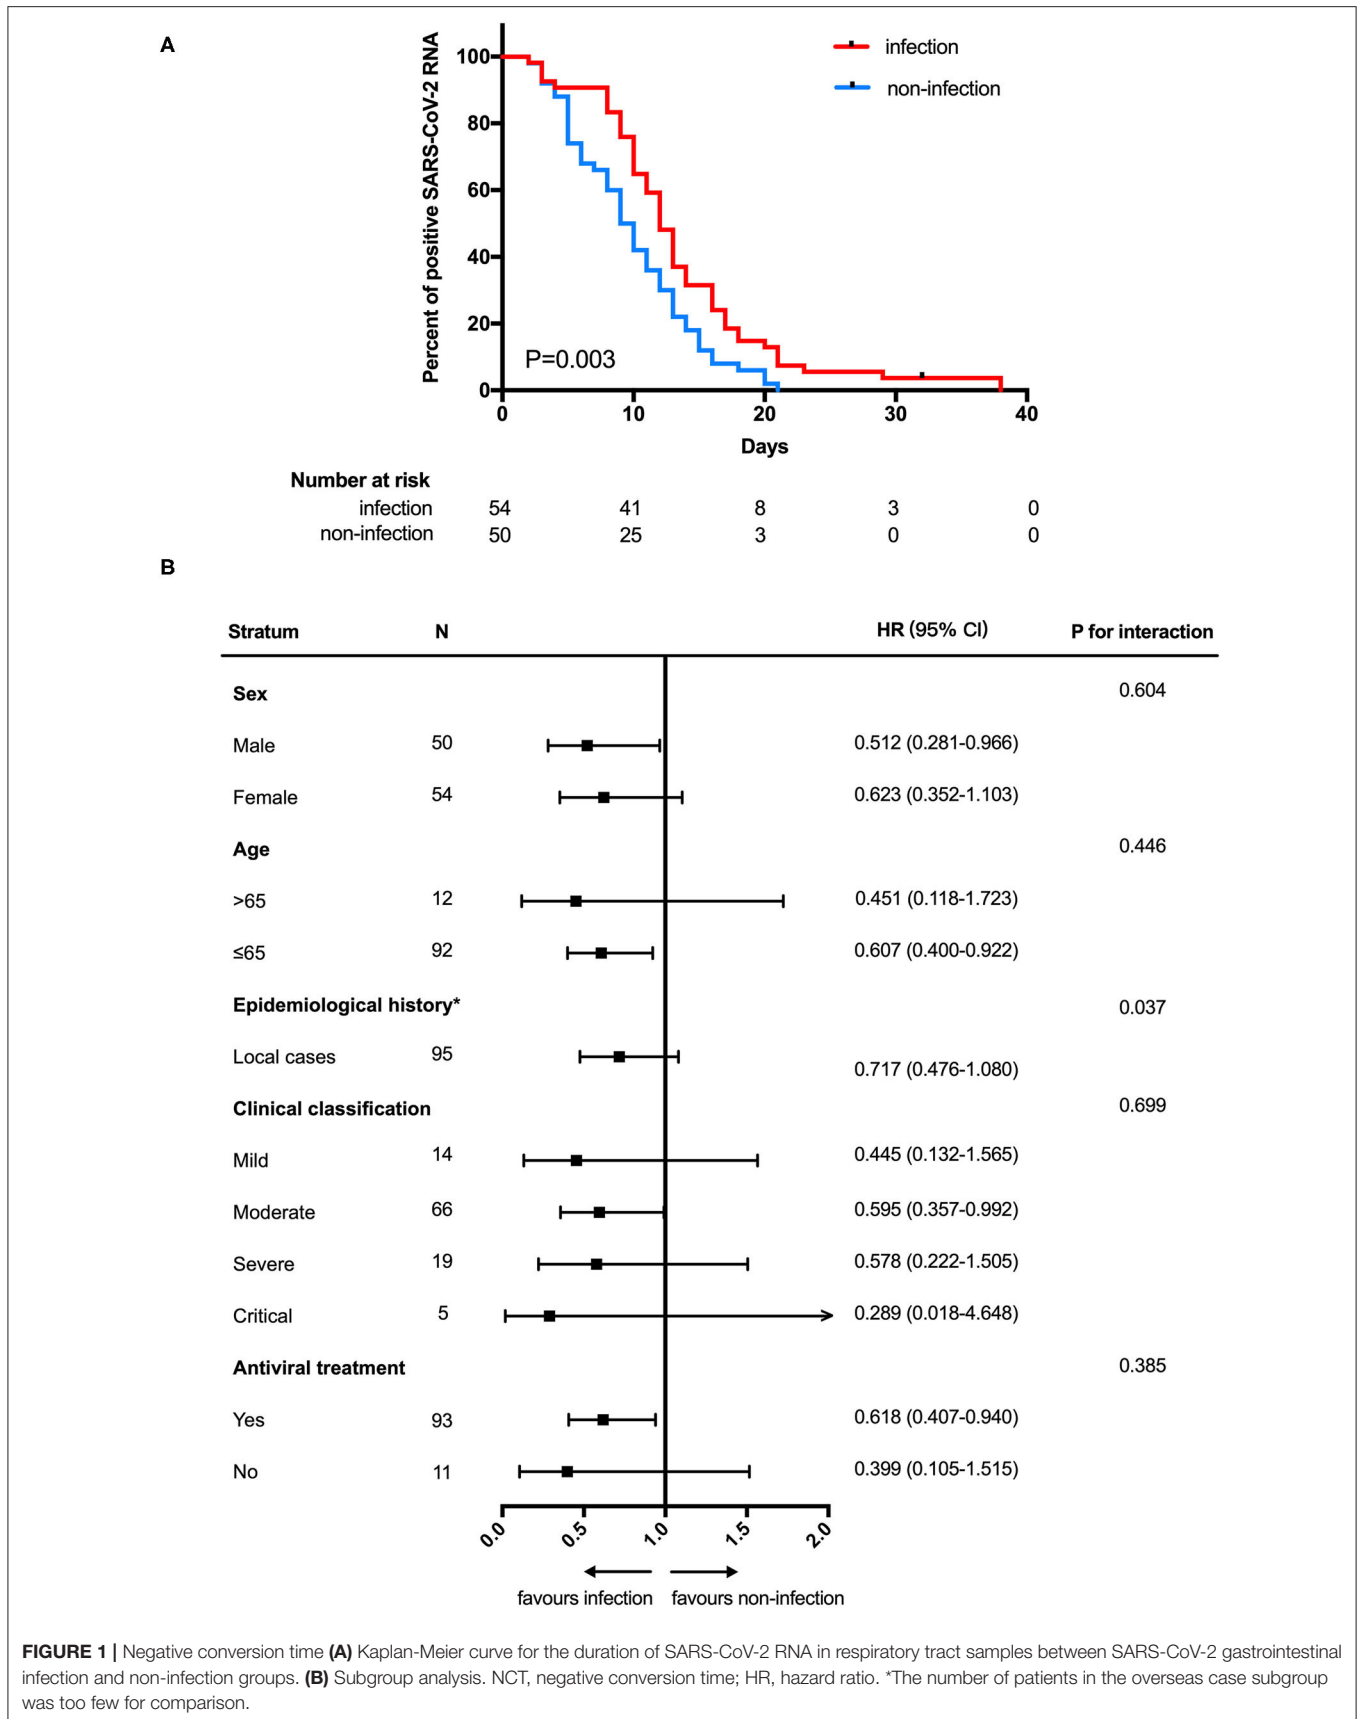 A
infection
non-infection
Percent of positive SARS-CoV-2 RNA
100
80
60
40
20
0
P=0.003
0 10 20 30 40
Days
Number at risk
infection 54 41 8 3 0
non-infection 50 25 3 0 0
B
Stratum N HR (95% CI) P for interaction
Sex 0.604
Male 50 0.512 (0.281-0.966)
Female 54 0.623 (0.352-1.103)
Age 0.446
>65 12 0.451 (0.118-1.723)
≤65 92 0.607 (0.400-0.922)
Epidemiological history* 0.037
Local cases 95 0.717 (0.476-1.080)
Clinical classification 0.699
Mild 14 0.445 (0.132-1.565)
Moderate 66 0.595 (0.357-0.992)
Severe 19 0.578 (0.222-1.505)
Critical 5 0.289 (0.018-4.648)
Antiviral treatment 0.385
Yes 93 0.618 (0.407-0.940)
No 11 0.399 (0.105-1.515)
0.0 0.5 1.0 1.5 2.0
favours infection favours non-infection
FIGURE 1 | Negative conversion time (A) Kaplan-Meier curve for the duration of SARS-CoV-2 RNA in respiratory tract samples between SARS-CoV-2 gastrointestinal
infection and non-infection groups. (B) Subgroup analysis. NCT, negative conversion time; HR, hazard ratio. *The number of patients in the overseas case subgroup
was too few for comparison.